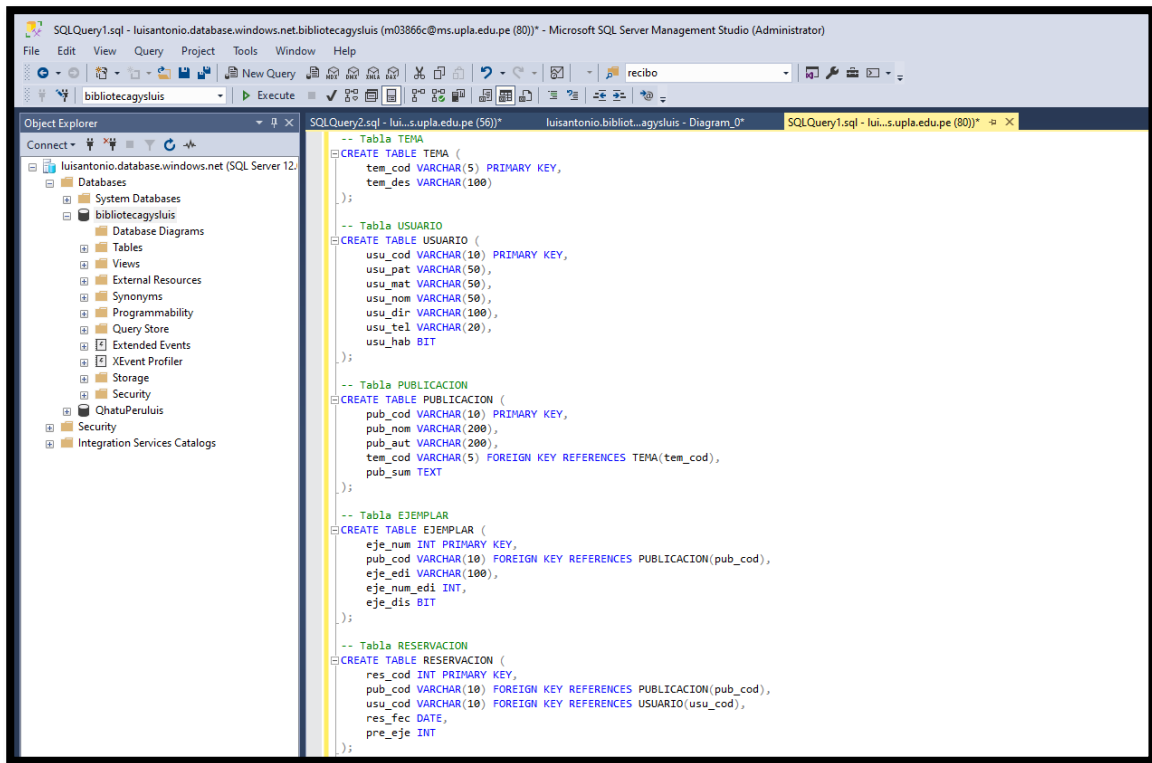 SQLQuery1.sql - luisantonio.database.windows.net.bibliotecagysluis (m03866c@ms.upla.edu.pe (80))* - Microsoft SQL Server Management Studio (Administrator)
File Edit View Query Project Tools Window Help
New Query recibo
bibliotecagysluis Execute
Object Explorer
Connect
luisantonio.database.windows.net (SQL Server 12.
Databases
System Databases
bibliotecagysluis
Database Diagrams
Tables
Views
External Resources
Synonyms
Programmability
Query Store
Extended Events
XEvent Profiler
Storage
Security
QhatuPeruluis
Security
Integration Services Catalogs
SQLQuery2.sql - lui...s.upla.edu.pe (56))* luisantonio.bibliot...agysluis - Diagram_0* SQLQuery1.sql - lui...s.upla.edu.pe (80))*
-- Tabla TEMA
CREATE TABLE TEMA (
tem_cod VARCHAR(5) PRIMARY KEY,
tem_des VARCHAR(100)
);
-- Tabla USUARIO
CREATE TABLE USUARIO (
usu_cod VARCHAR(10) PRIMARY KEY,
usu_pat VARCHAR(50),
usu_mat VARCHAR(50),
usu_nom VARCHAR(50),
usu_dir VARCHAR(100),
usu_tel VARCHAR(20),
usu_hab BIT
);
-- Tabla PUBLICACION
CREATE TABLE PUBLICACION (
pub_cod VARCHAR(10) PRIMARY KEY,
pub_nom VARCHAR(200),
pub_aut VARCHAR(200),
tem_cod VARCHAR(5) FOREIGN KEY REFERENCES TEMA(tem_cod),
pub_sum TEXT
);
-- Tabla EJEMPLAR
CREATE TABLE EJEMPLAR (
eje_num INT PRIMARY KEY,
pub_cod VARCHAR(10) FOREIGN KEY REFERENCES PUBLICACION(pub_cod),
eje_edi VARCHAR(100),
eje_num_edi INT,
eje_dis BIT
);
-- Tabla RESERVACION
CREATE TABLE RESERVACION (
res_cod INT PRIMARY KEY,
pub_cod VARCHAR(10) FOREIGN KEY REFERENCES PUBLICACION(pub_cod),
usu_cod VARCHAR(10) FOREIGN KEY REFERENCES USUARIO(usu_cod),
res_fec DATE,
pre_eje INT
);